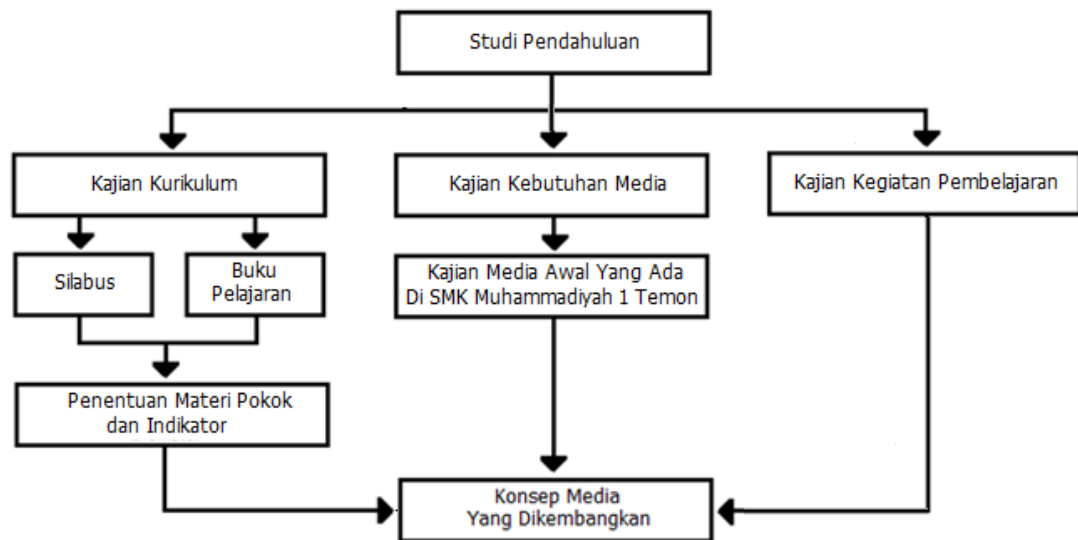 Studi Pendahuluan
Kajian Kurikulum
Kajian Kebutuhan Media
Kajian Kegiatan Pembelajaran
Silabus
Buku
Pelajaran
Kajian Media Awal Yang Ada
Di SMK Muhammadiyah 1 Temon
Penentuan Materi Pokok
dan Indikator
Konsep Media
Yang Dikembangkan